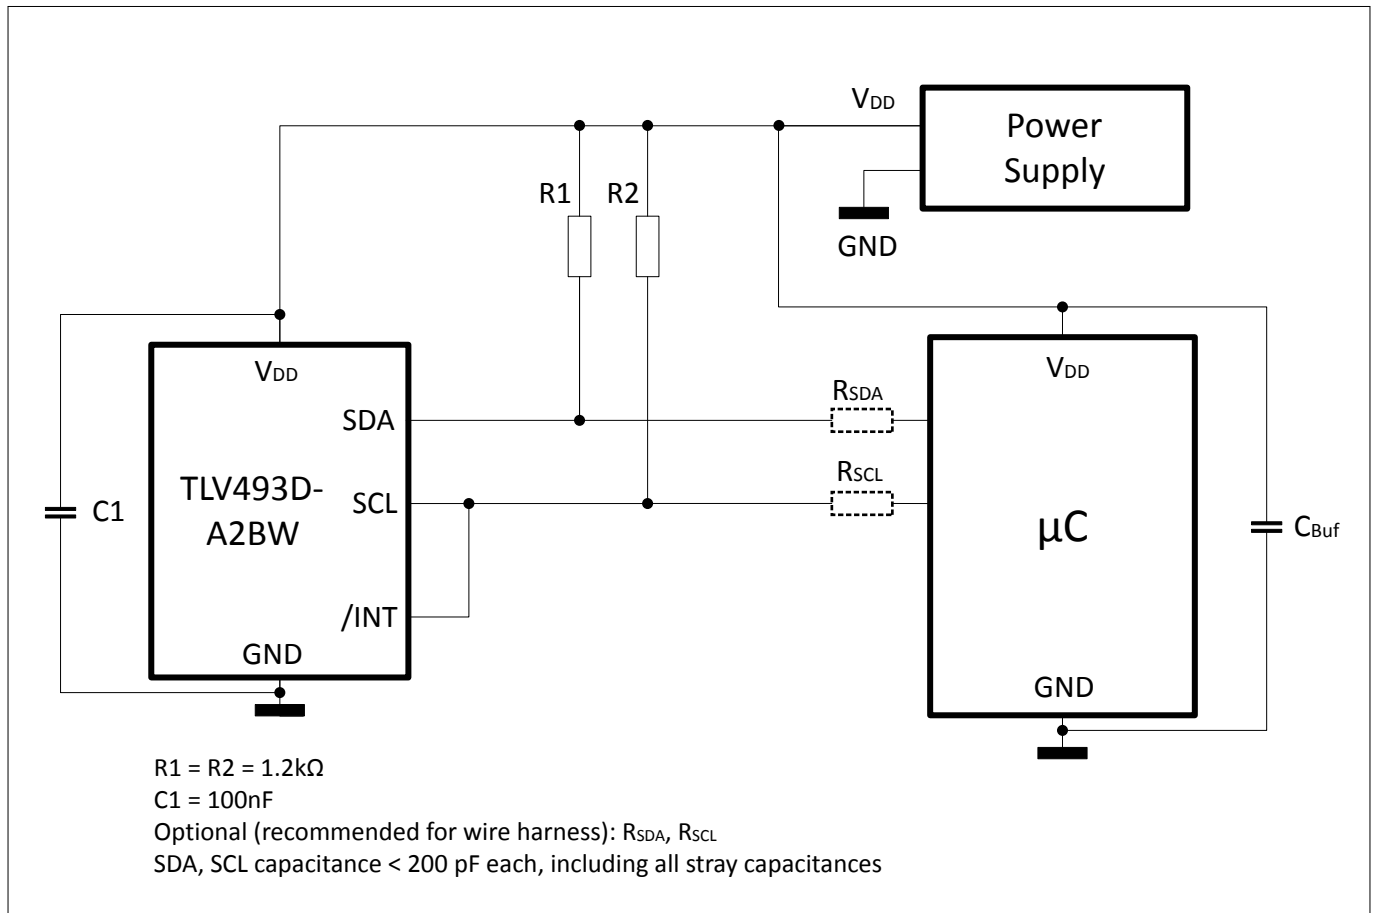 VDD
Power
Supply
GND
R1
R2
VDD
SDA
TLV493D-
A2BW
SCL
/INT
GND
C1
RSDA
RSCL
VDD
µC
GND
CBuf
R1 = R2 = 1.2kΩ
C1 = 100nF
Optional (recommended for wire harness): RSDA, RSCL
SDA, SCL capacitance < 200 pF each, including all stray capacitances